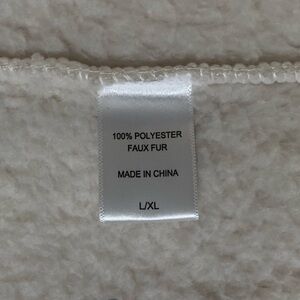 100% POLYESTER
FAUX FUR
MADE IN CHINA
L/XL